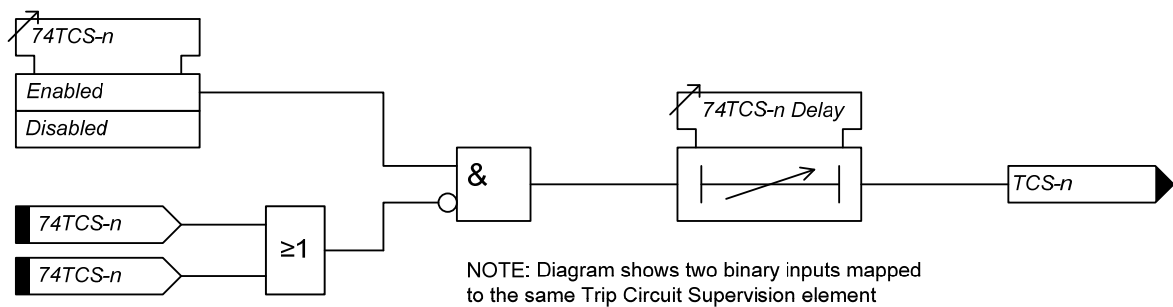 74TCS-n
Enabled
Disabled
74TCS-n
74TCS-n
≥1
&
74TCS-n Delay
TCS-n
NOTE: Diagram shows two binary inputs mapped
to the same Trip Circuit Supervision element